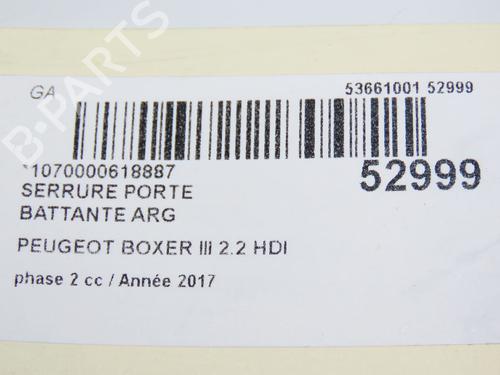 GA
53661001 52999
*1070000618887
52999
SERRURE PORTE
BATTANTE ARG
PEUGEOT BOXER III 2.2 HDI
phase 2 cc / Année 2017
B-PARTS